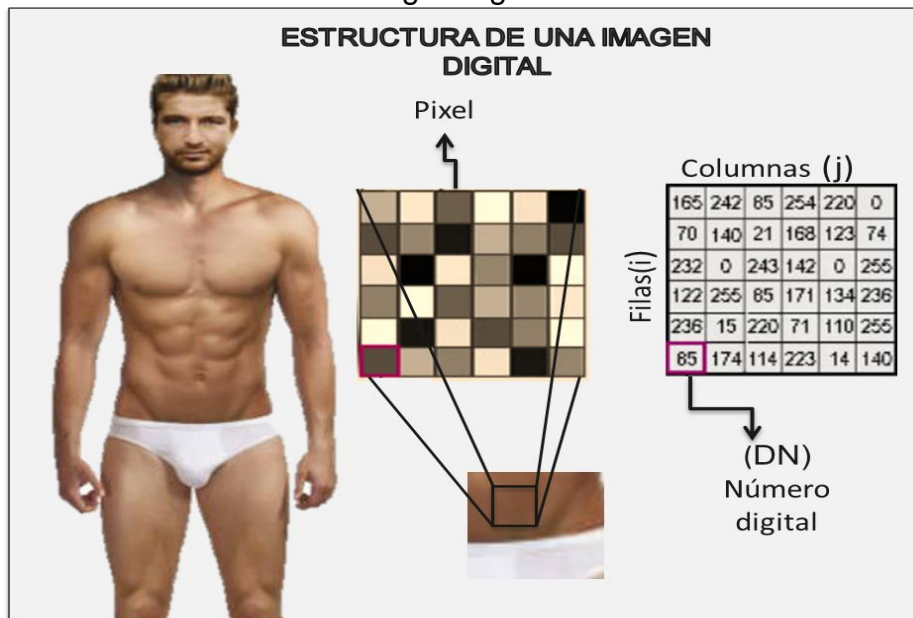 ESTRUCTURA DE UNA IMAGEN
DIGITAL
Pixel
Columnas (j)
Filas(i)
165 242 85 254 220 0
70 140 21 168 123 74
232 0 243 142 0 255
122 255 85 171 134 236
236 15 220 71 110 255
85 174 114 223 14 140
(DN)
Número
digital